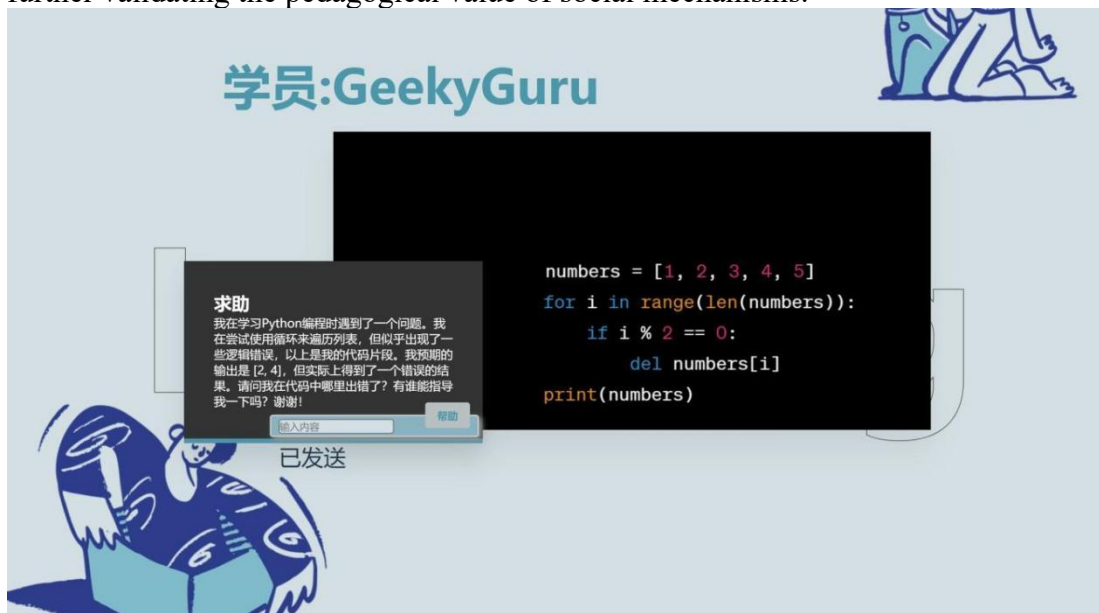 further validating the pedagogical value of social mechanisms.
学员:GeekyGuru
numbers = [1, 2, 3, 4, 5]
for i in range(len(numbers)):
    if i % 2 == 0:
        del numbers[i]
print(numbers)
求助
我在学习Python编程时遇到了一个问题。我
在尝试使用循环来遍历列表，但似乎出现了一
些逻辑错误，以上是我的代码片段。我预期的
输出是 [2, 4]，但实际上得到了一个错误的结
果。请问我在代码中哪里出错了？有谁能指导
我一下吗？谢谢！
输入内容
帮助
已发送